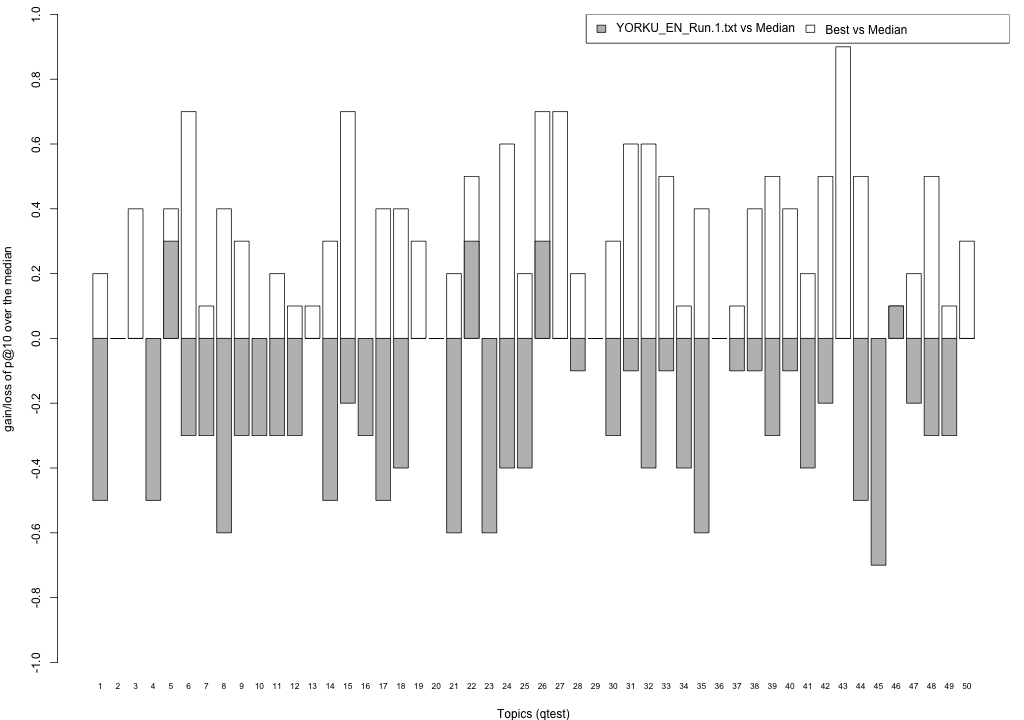 YORKU_EN_Run.1.txt vs Median Best vs Median
gain/loss of p@10 over the median
1.0
0.8
0.6
0.4
0.2
0.0
-0.2
-0.4
-0.6
-0.8
-1.0
1 2 3 4 5 6 7 8 9 10 11 12 13 14 15 16 17 18 19 20 21 22 23 24 25 26 27 28 29 30 31 32 33 34 35 36 37 38 39 40 41 42 43 44 45 46 47 48 49 50
Topics (qtest)